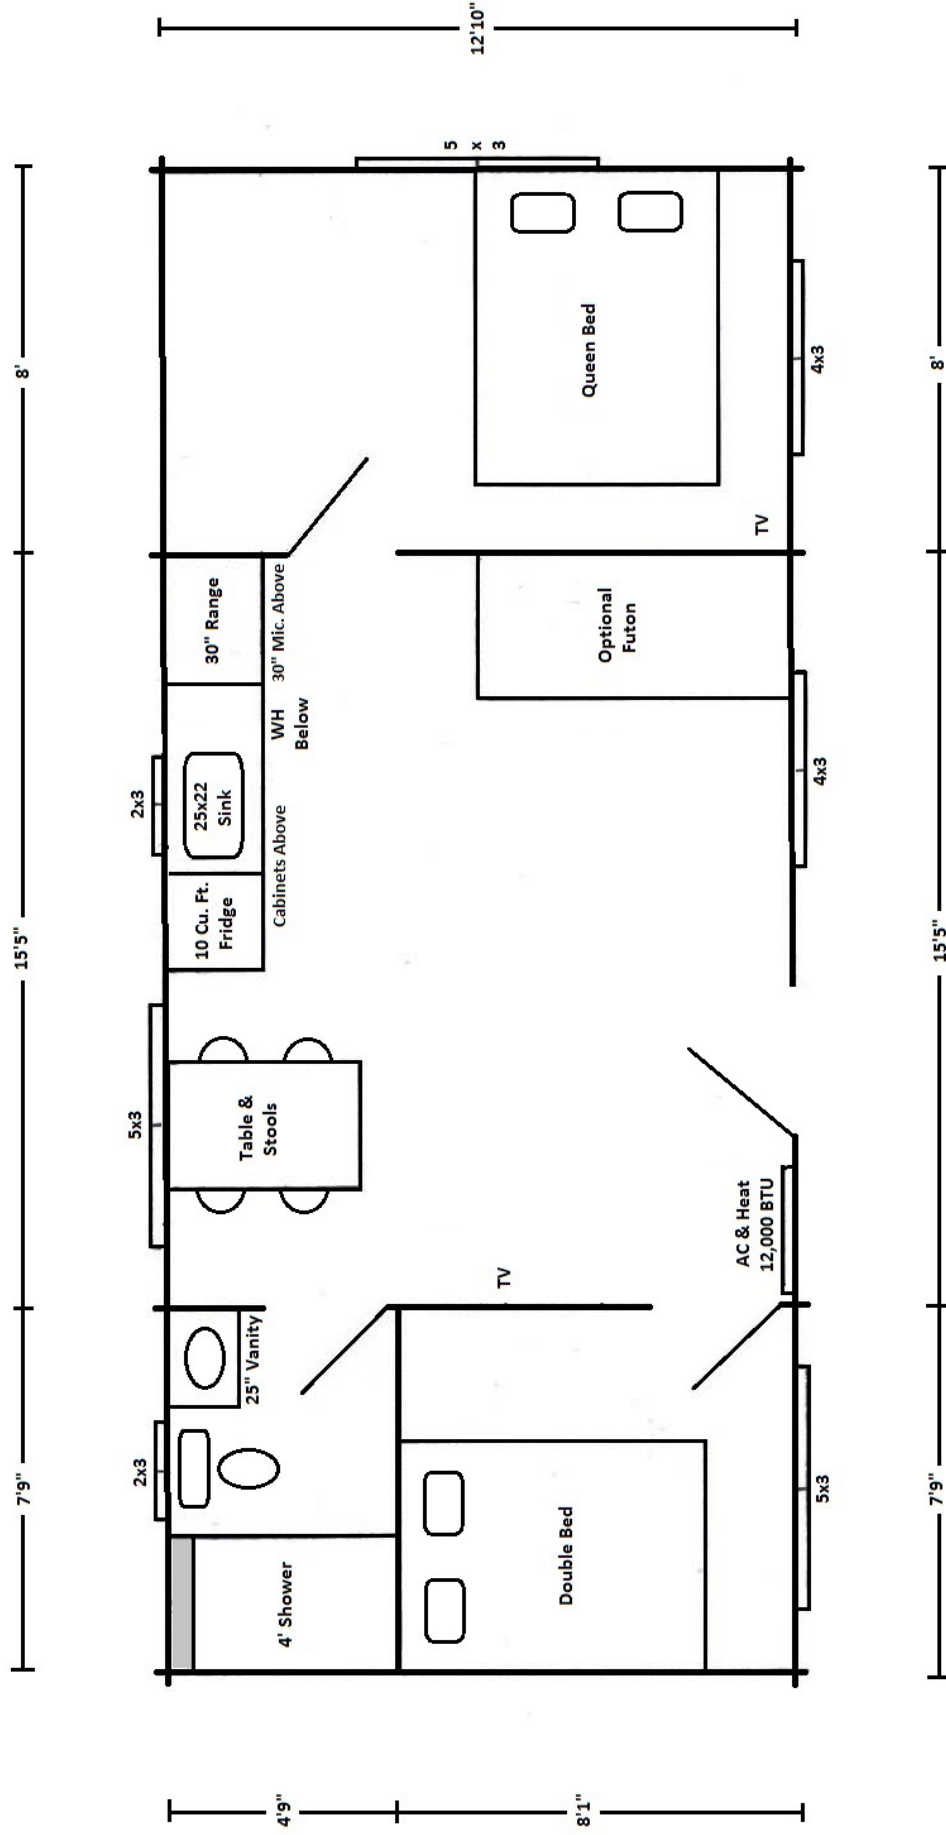 7'9"
15'5"
8'
2x3
5x3
2x3
4'9"
8'1"
12'10"
4' Shower
25" Vanity
Table &
Stools
10 Cu. Ft.
Fridge
25x22
Sink
30" Range
Cabinets Above
WH
Below
30" Mic. Above
TV
Double Bed
AC & Heat
12,000 BTU
Optional
Futon
Queen Bed
TV
5
x
3
5x3
4x3
4x3
7'9"
15'5"
8'